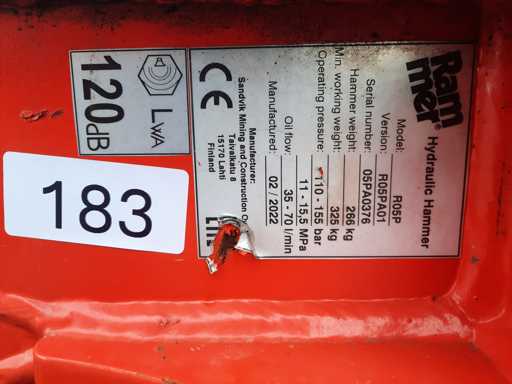 Ram
mer
Hydraulic Hammer
Model: R05P
Version: R05PA01
Serial number: 05PA0376
Hammer weight: 266 kg
Min. working weight: 325 kg
Operating pressure: 110 - 155 bar
11 - 15,5 MPa
Oil flow: 35 - 70 l/min
Manufactured: 02 / 2022
Manufacturer:
Sandvik Mining and Construction Oy
Taivalkatu 8
15170 Lahti
Finland
CE
LWA
120dB
183